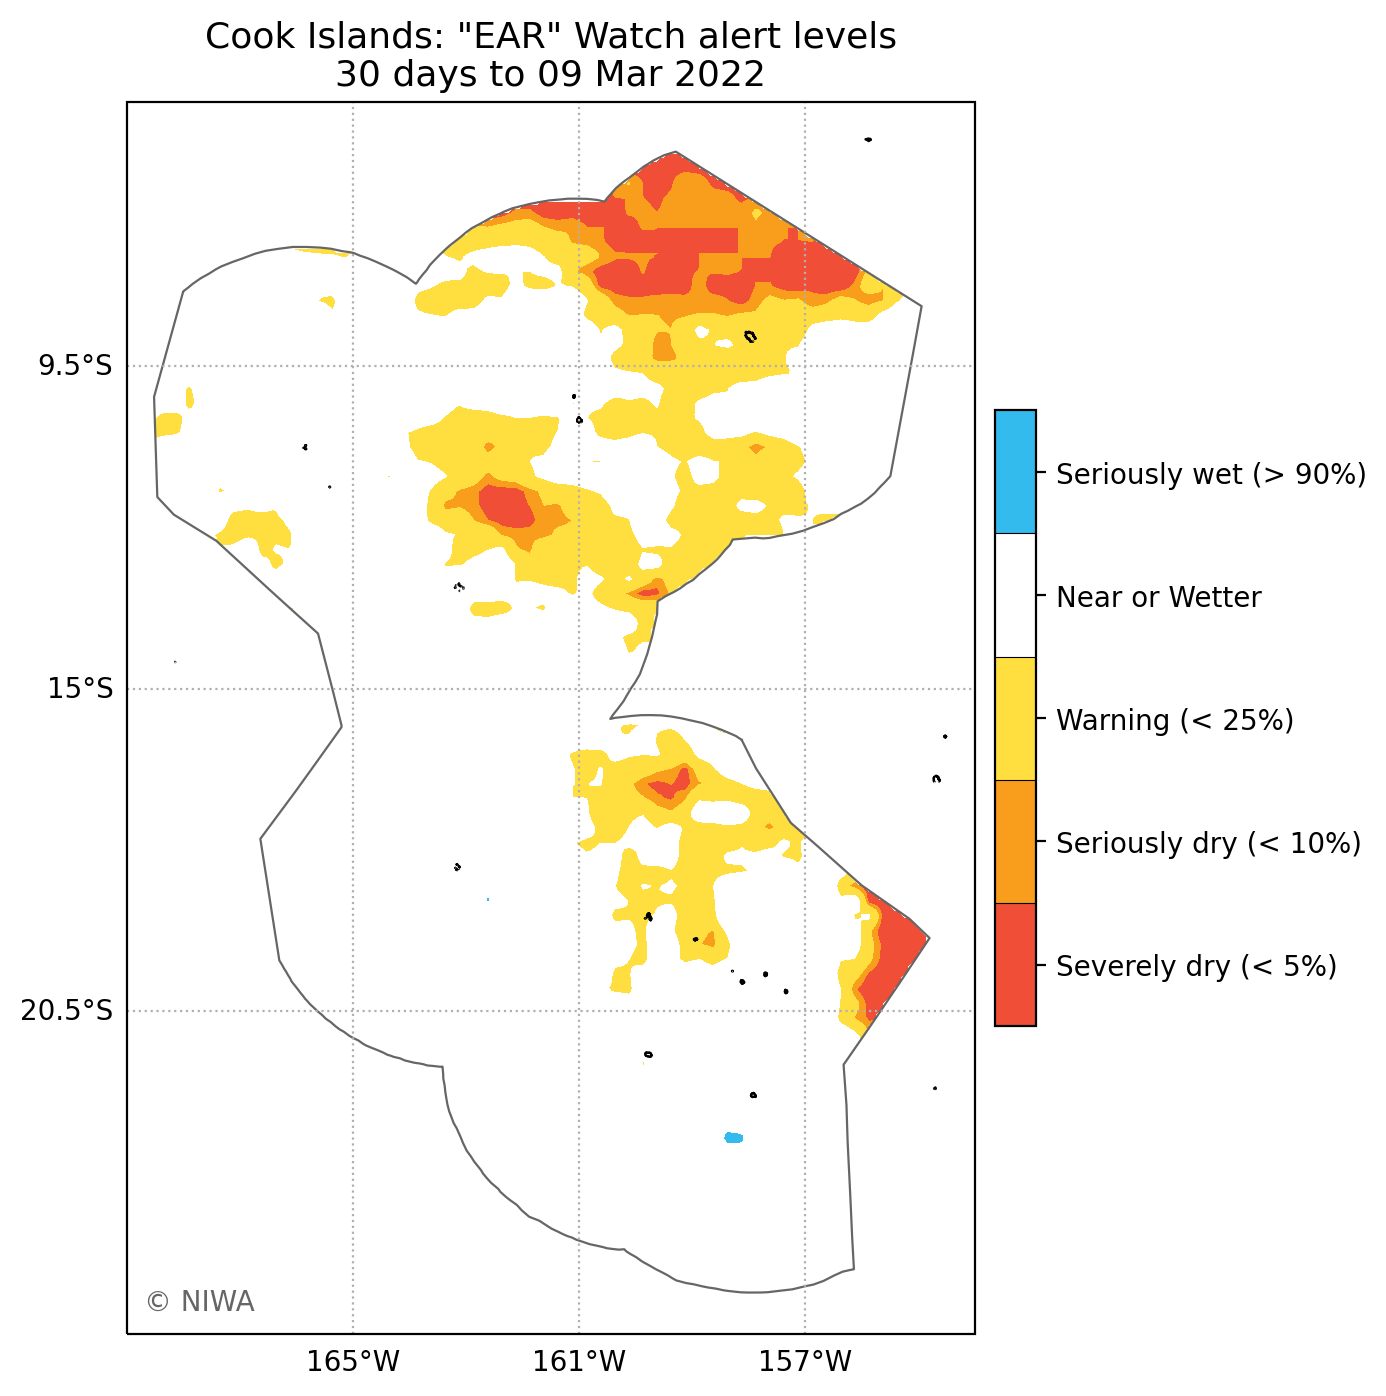 Cook Islands: "EAR" Watch alert levels
30 days to 09 Mar 2022
9.5°S
15°S
20.5°S
165°W
161°W
157°W
Seriously wet (> 90%)
Near or Wetter
Warning (< 25%)
Seriously dry (< 10%)
Severely dry (< 5%)
© NIWA